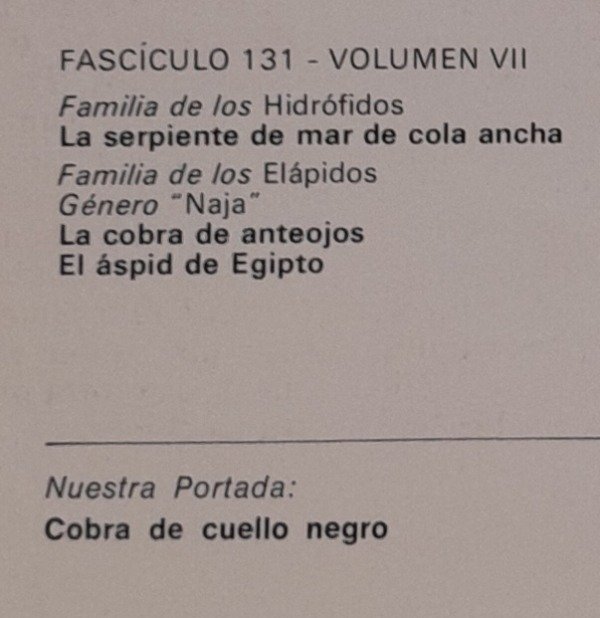 FASCÍCULO 131 - VOLUMEN VII
Familia de los Hidrófidos
La serpiente de mar de cola ancha
Familia de los Elápidos
Género "Naja"
La cobra de anteojos
El áspid de Egipto
Nuestra Portada:
Cobra de cuello negro